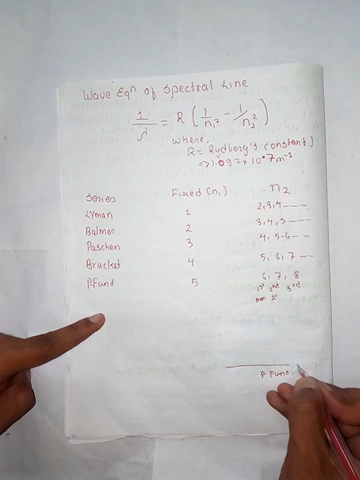 Wave Eqn of Spectral Line
1/λ = R ( 1/n₁² - 1/n₂² )
where,
R = Rydberg's constant
=> 1.097 × 10^7 m⁻¹
Series Fixed (n₁) n₂
Lyman 1 2, 3, 4 ——
Balmer 2 3, 4, 5 ——
Paschen 3 4, 5, 6 ——
Bracket 4 5, 6, 7 ——
P.Fund 5 6, 7, 8
1st 2nd 3rd
P Fund